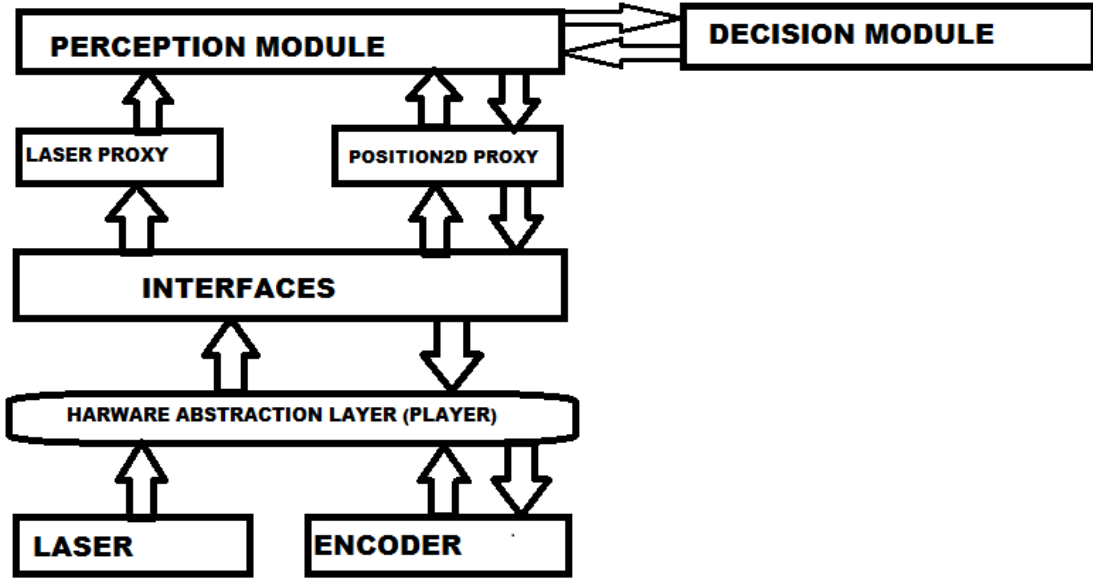 PERCEPTION MODULE
DECISION MODULE
LASER PROXY
POSITION2D PROXY
INTERFACES
HARWARE ABSTRACTION LAYER (PLAYER)
LASER
ENCODER